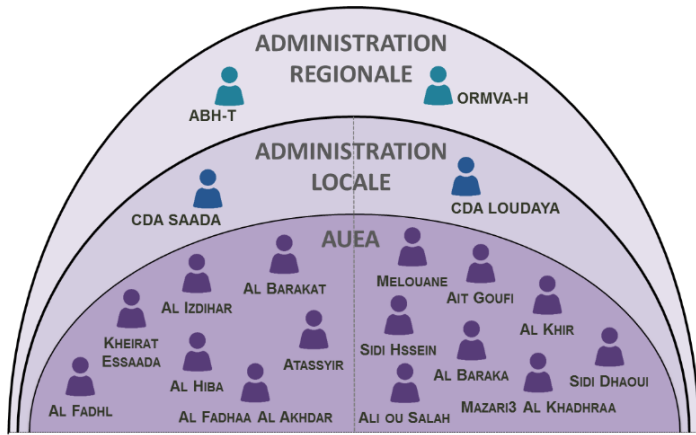 ADMINISTRATION
REGIONALE
ABH-T
ORMVA-H
ADMINISTRATION
LOCALE
CDA SAADA
CDA LOUDAYA
AUEA
AL BARAKAT
AL IZDIHAR
KHEIRAT
ESSAADA
ATASSYIR
AL HIBA
AL FADHL
AL FADHAA AL AKHDAR
MELOUANE
AIT GOUFI
AL KHIR
SIDI HSSEIN
AL BARAKA
SIDI DHAOUI
ALI OU SALAH
MAZARI3 AL KHADHRAA